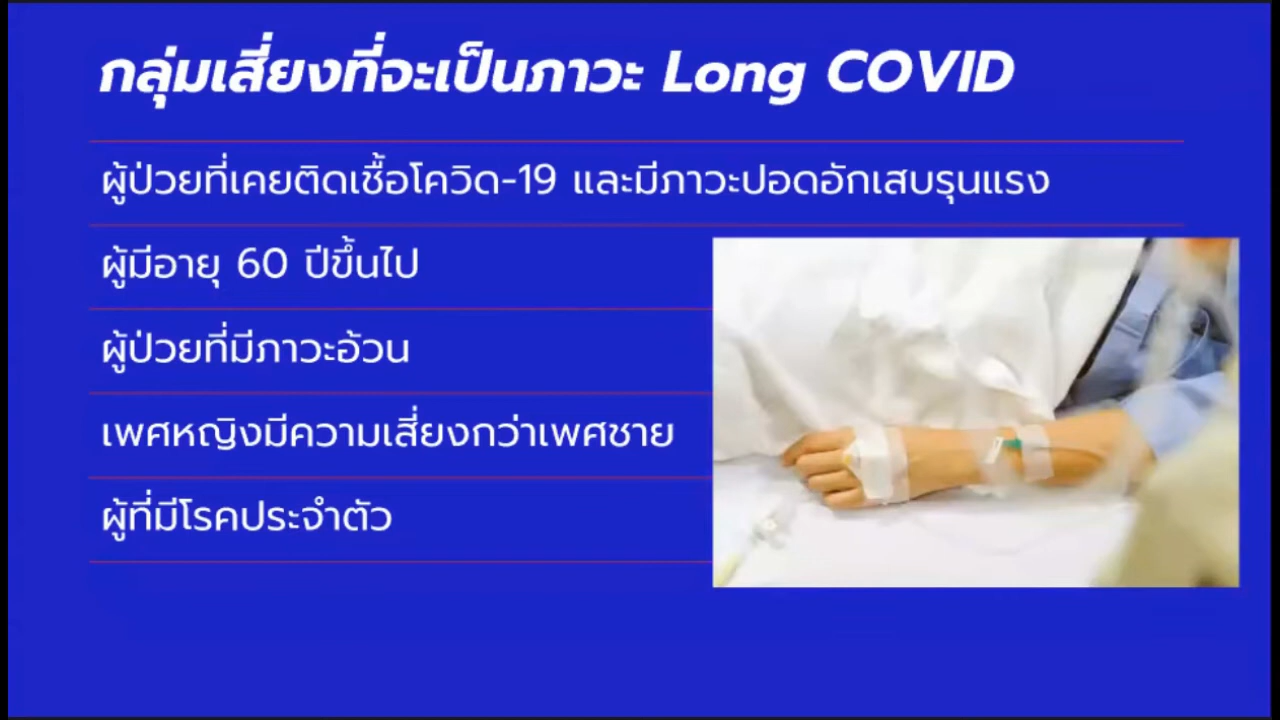 กลุ่มเสี่ยงที่จะเป็นภาวะ Long COVID
ผู้ป่วยที่เคยติดเชื้อโควิด-19 และมีภาวะปอดอักเสบรุนแรง
ผู้มีอายุ 60 ปีขึ้นไป
ผู้ป่วยที่มีภาวะอ้วน
เพศหญิงมีความเสี่ยงกว่าเพศชาย
ผู้ที่มีโรคประจำตัว